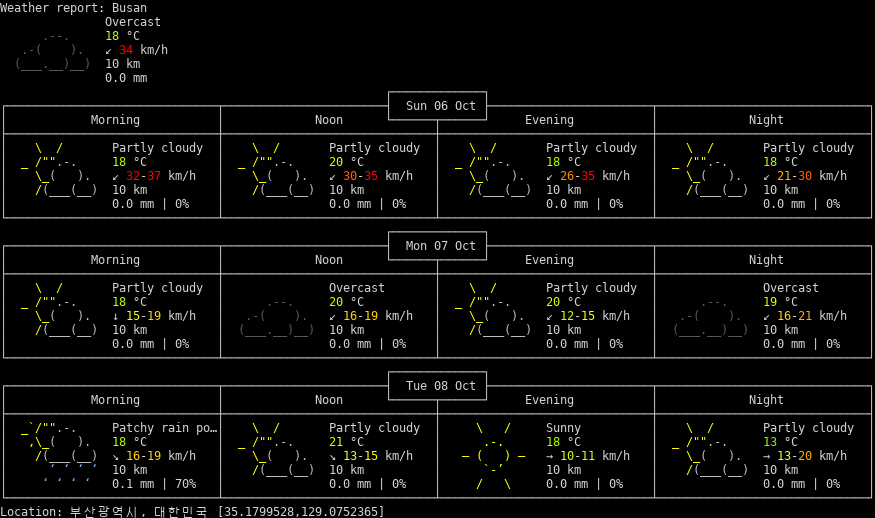 Weather report: Busan
Overcast
18 °C
↙ 34 km/h
10 km
0.0 mm
Sun 06 Oct
Morning Noon Evening Night
Partly cloudy Partly cloudy Partly cloudy Partly cloudy
18 °C 20 °C 18 °C 18 °C
↙ 32-37 km/h ↙ 30-35 km/h ↙ 26-35 km/h ↙ 21-30 km/h
10 km 10 km 10 km 10 km
0.0 mm | 0% 0.0 mm | 0% 0.0 mm | 0% 0.0 mm | 0%
Mon 07 Oct
Morning Noon Evening Night
Partly cloudy Overcast Partly cloudy Overcast
18 °C 20 °C 20 °C 19 °C
↓ 15-19 km/h ↙ 16-19 km/h ↙ 12-15 km/h ↙ 16-21 km/h
10 km 10 km 10 km 10 km
0.0 mm | 0% 0.0 mm | 0% 0.0 mm | 0% 0.0 mm | 0%
Tue 08 Oct
Morning Noon Evening Night
Patchy rain po… Partly cloudy Sunny Partly cloudy
18 °C 21 °C 18 °C 13 °C
↘ 16-19 km/h ↘ 13-15 km/h → 10-11 km/h → 13-20 km/h
10 km 10 km 10 km 10 km
0.1 mm | 70% 0.0 mm | 0% 0.0 mm | 0% 0.0 mm | 0%
Location: 부산광역시, 대한민국 [35.1799528,129.0752365]